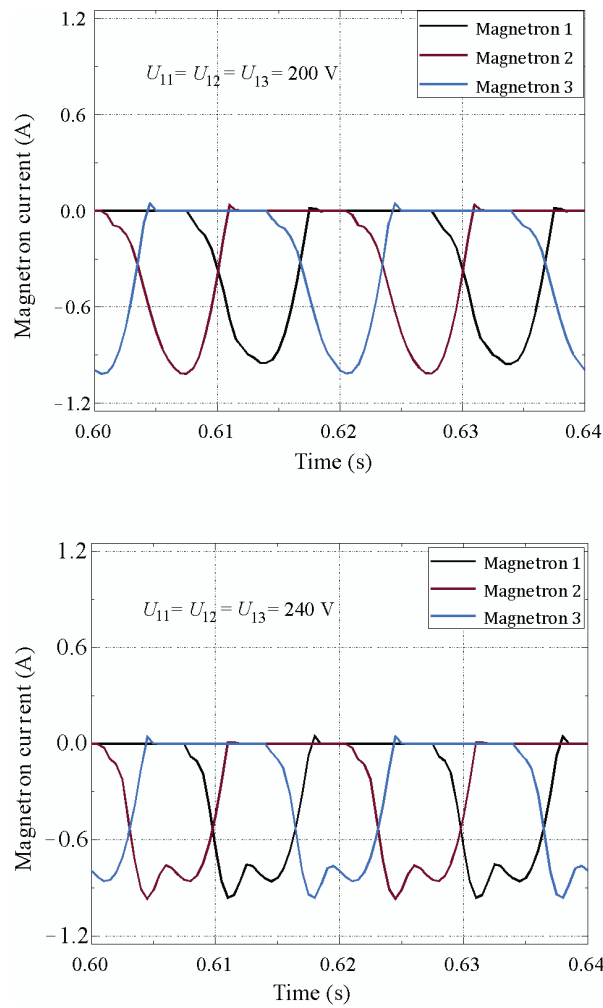 Magnetron 1
Magnetron 2
Magnetron 3
U11= U12= U13= 200 V
1.2
0.6
0.0
−0.6
−1.2
Magnetron current (A)
0.60
0.61
0.62
0.63
0.64
Time (s)
Magnetron 1
Magnetron 2
Magnetron 3
U11= U12= U13= 240 V
1.2
0.6
0.0
−0.6
−1.2
Magnetron current (A)
0.60
0.61
0.62
0.63
0.64
Time (s)